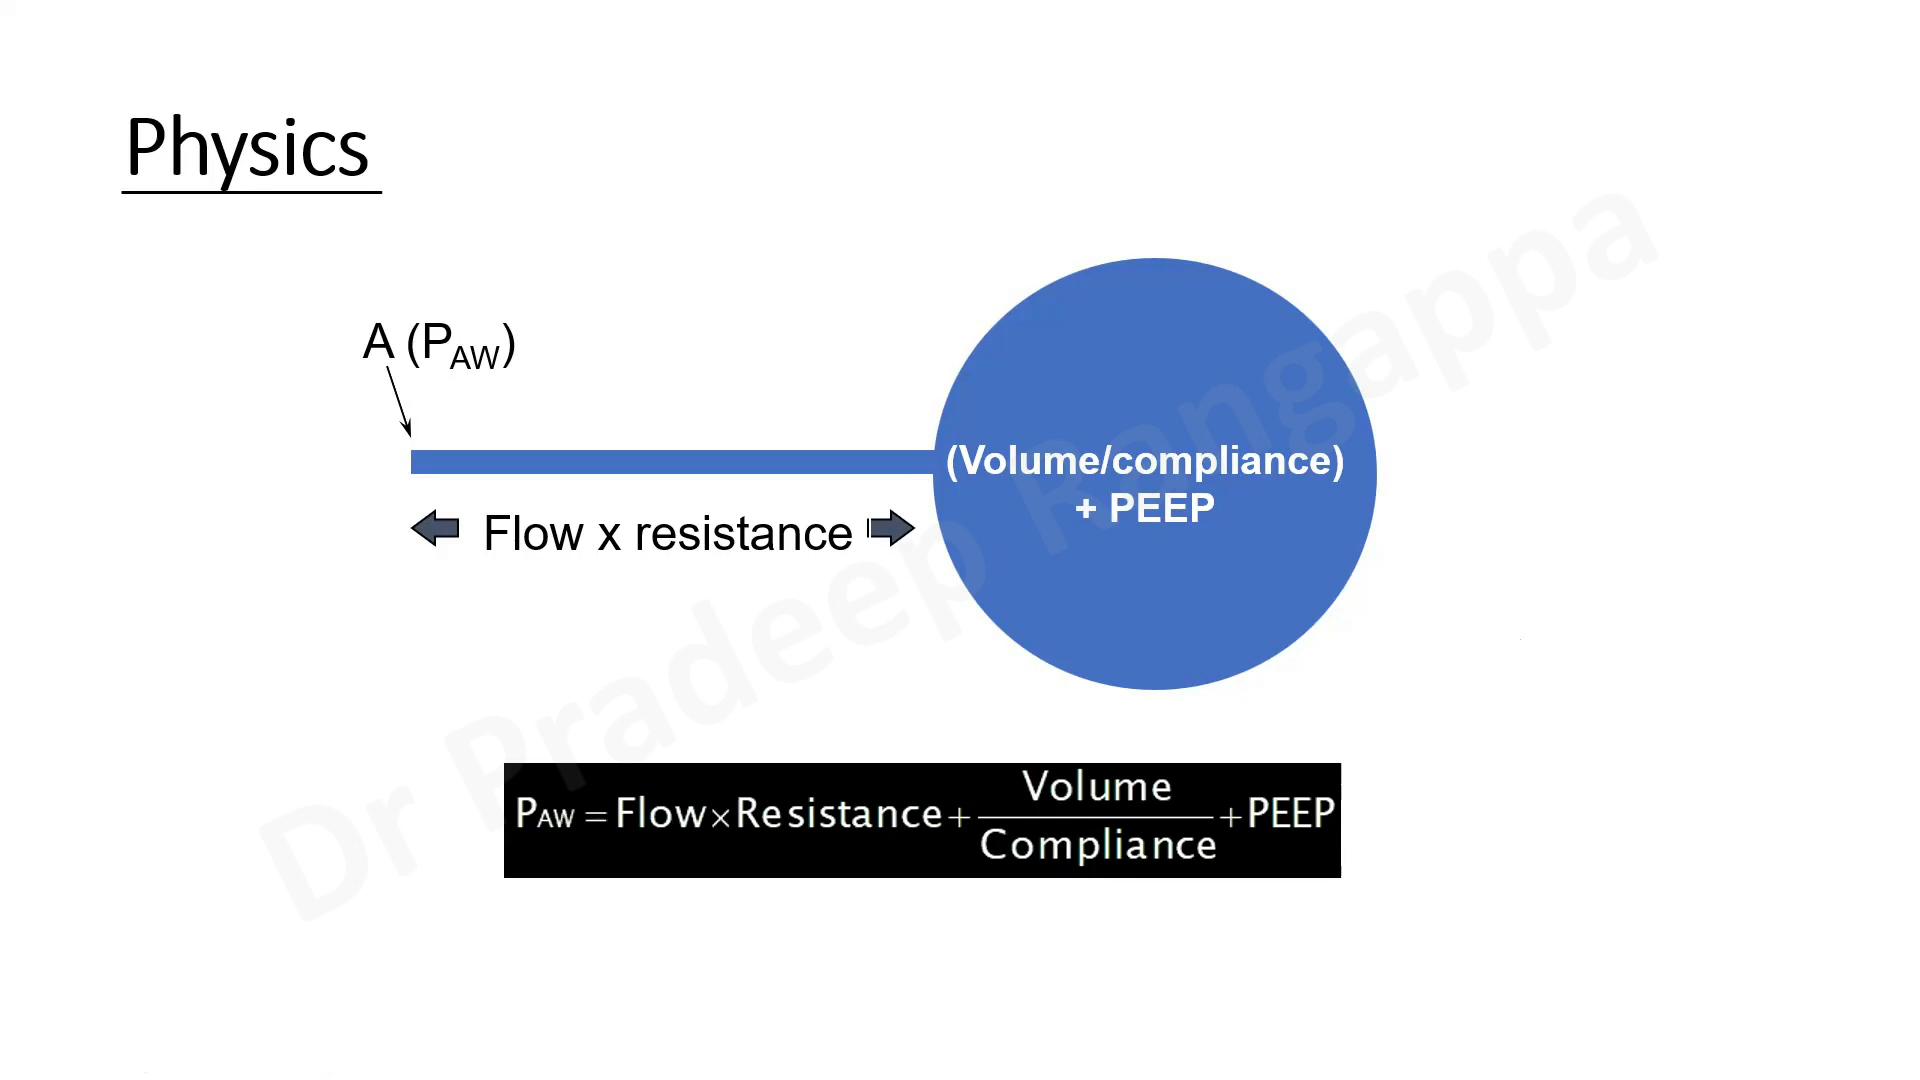 Physics
A (PAW)
(Volume/compliance)
+ PEEP
Flow x resistance
PAW = Flow×Resistance+Volume/Compliance+PEEP
Dr Pradeep Rangappa